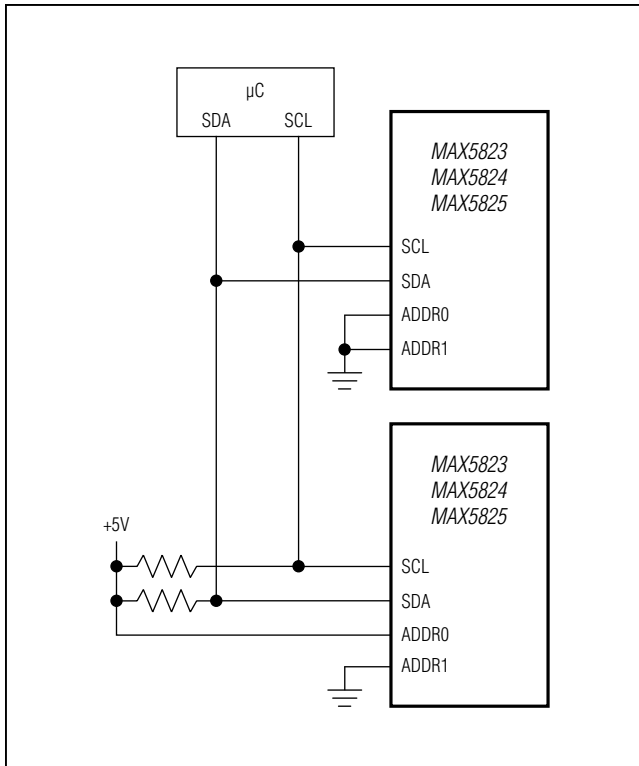 µC
SDA SCL
MAX5823
MAX5824
MAX5825
SCL
SDA
ADDR0
ADDR1
MAX5823
MAX5824
MAX5825
+5V
SCL
SDA
ADDR0
ADDR1